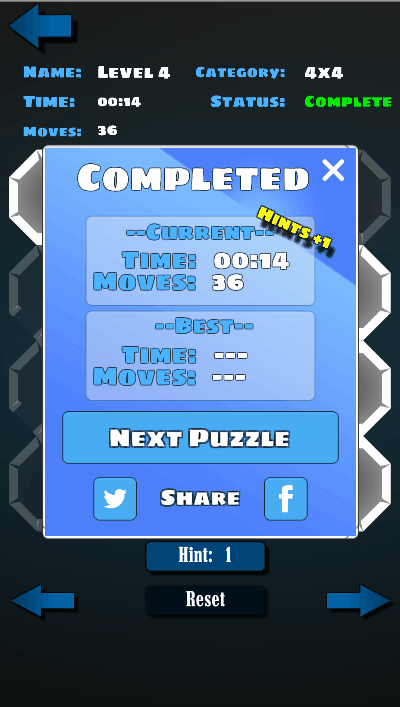 Name: Level 4 Category: 4x4
Time: 00:14 Status: Complete
Moves: 36
Completed
Hints +1
--Current--
Time: 00:14
Moves: 36
--Best--
Time: ---
Moves: ---
Next Puzzle
Share
Hint: 1
Reset